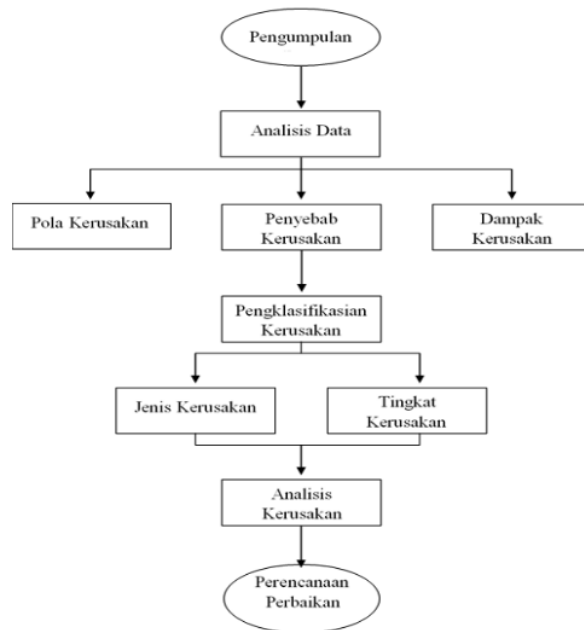 Pengumpulan
Analisis Data
Pola Kerusakan
Penyebab
Kerusakan
Dampak
Kerusakan
Pengklasifikasian
Kerusakan
Jenis Kerusakan
Tingkat
Kerusakan
Analisis
Kerusakan
Perencanaan
Perbaikan